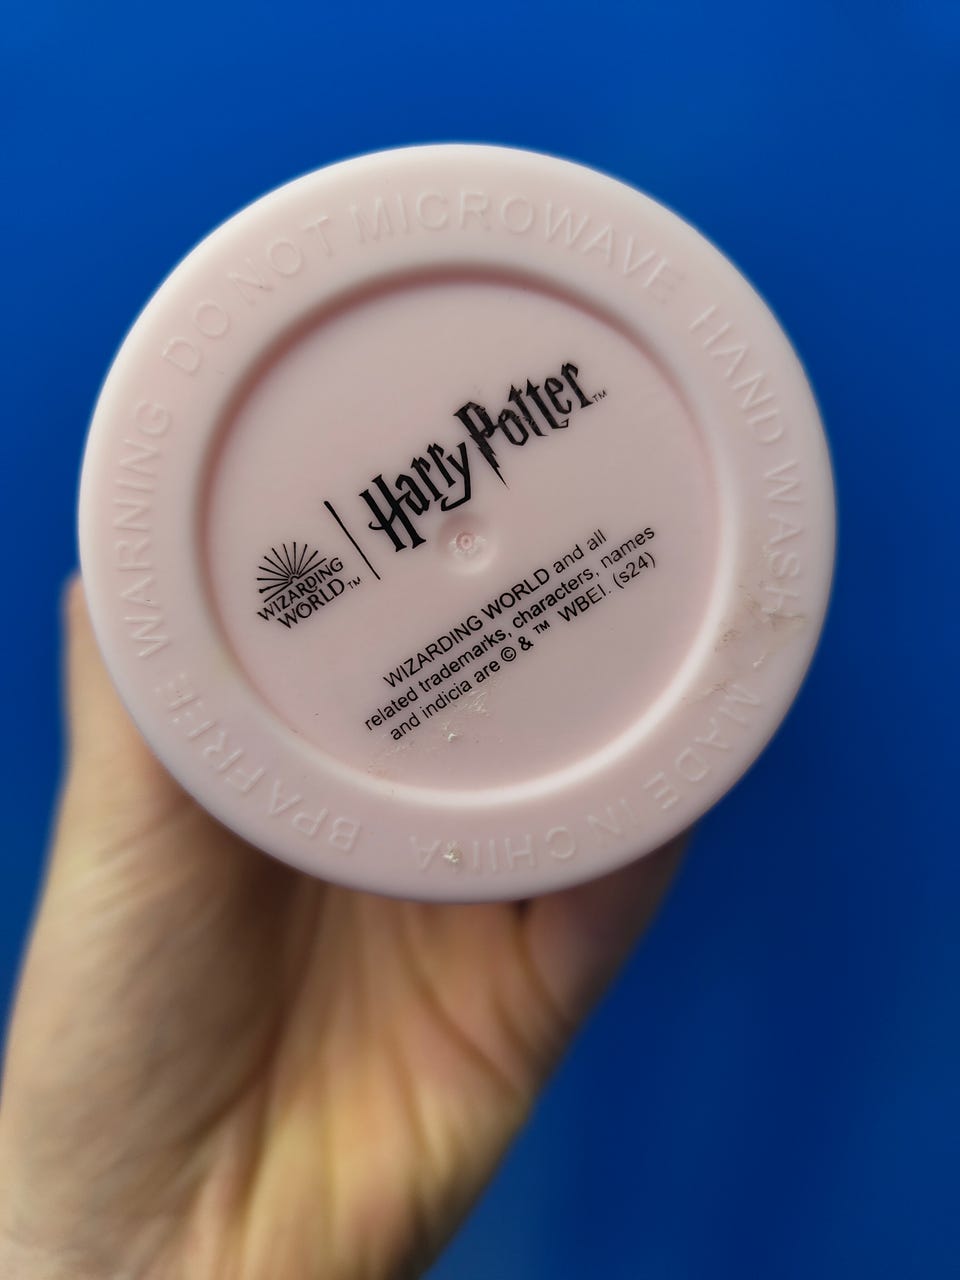 WARNING DO NOT MICROWAVE HAND WASH MADE IN CHINA BPA FREE
Harry Potter™
WIZARDING
WORLD™
WIZARDING WORLD and all
related trademarks, characters, names
and indicia are © & ™ WBEI. (s24)